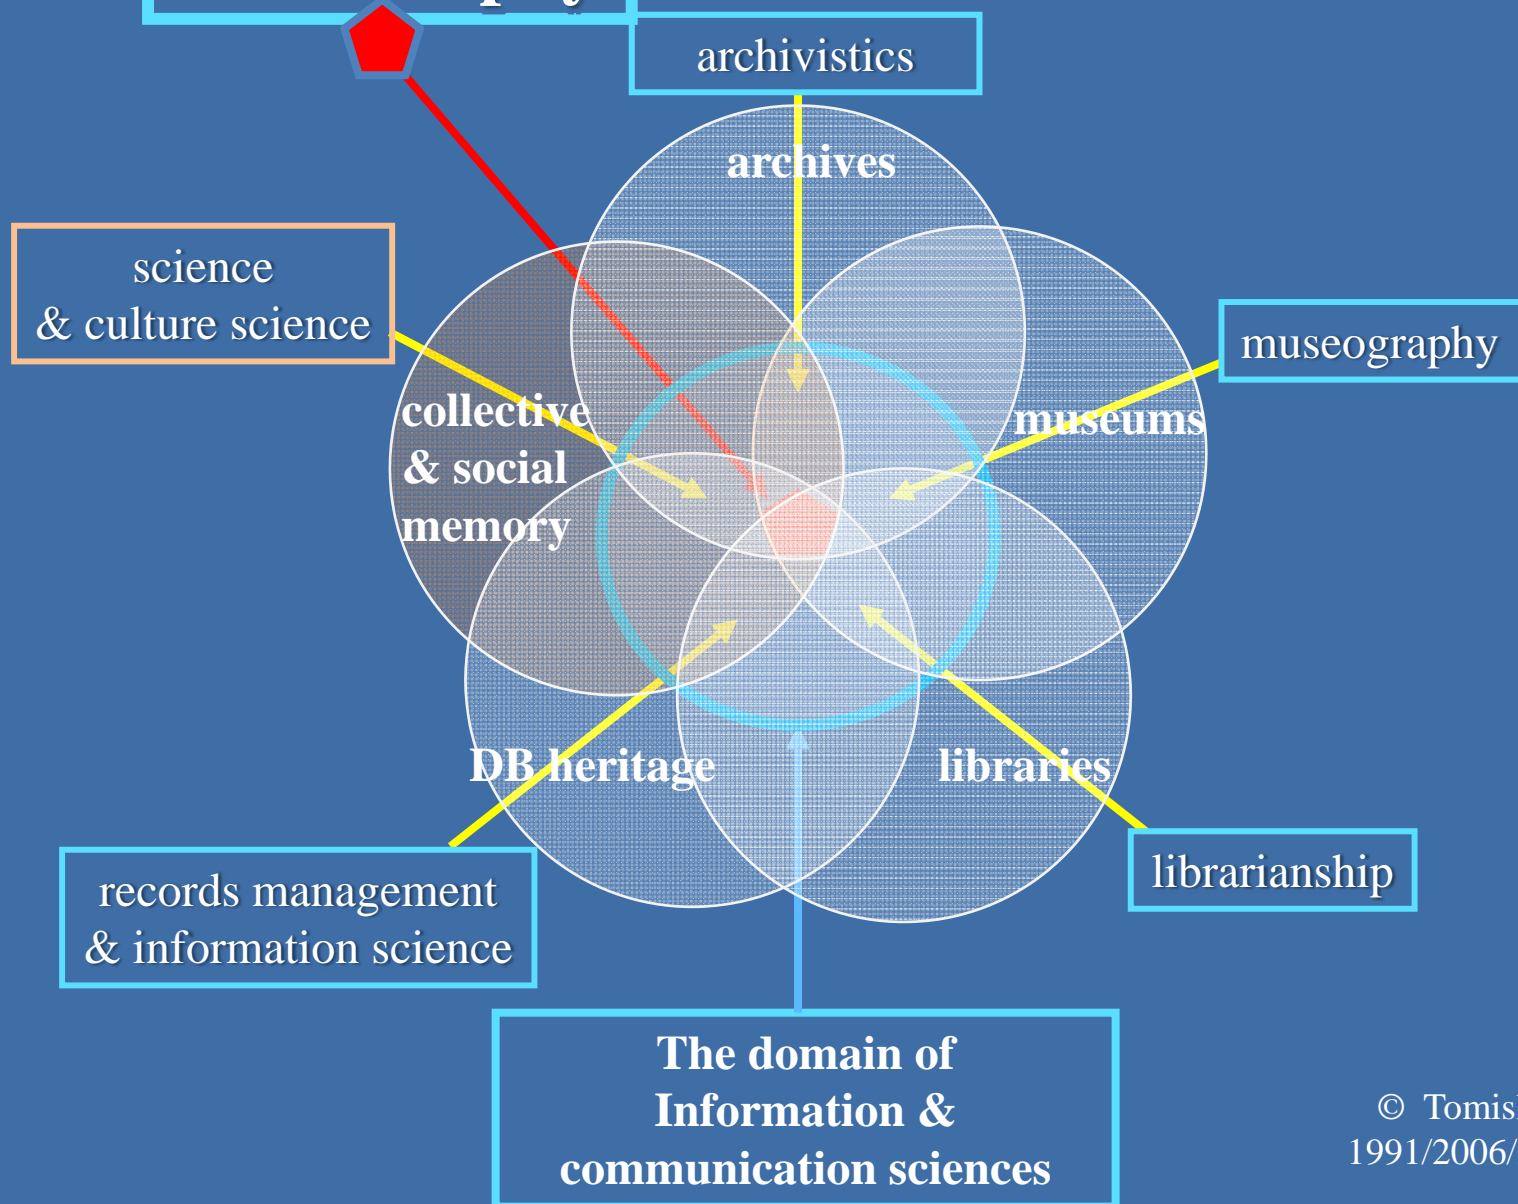 archivistics
archives
science
& culture science
museography
collective
& social
memory
museums
DB heritage
libraries
records management
& information science
librarianship
The domain of
Information &
communication sciences
©
1991/2006/